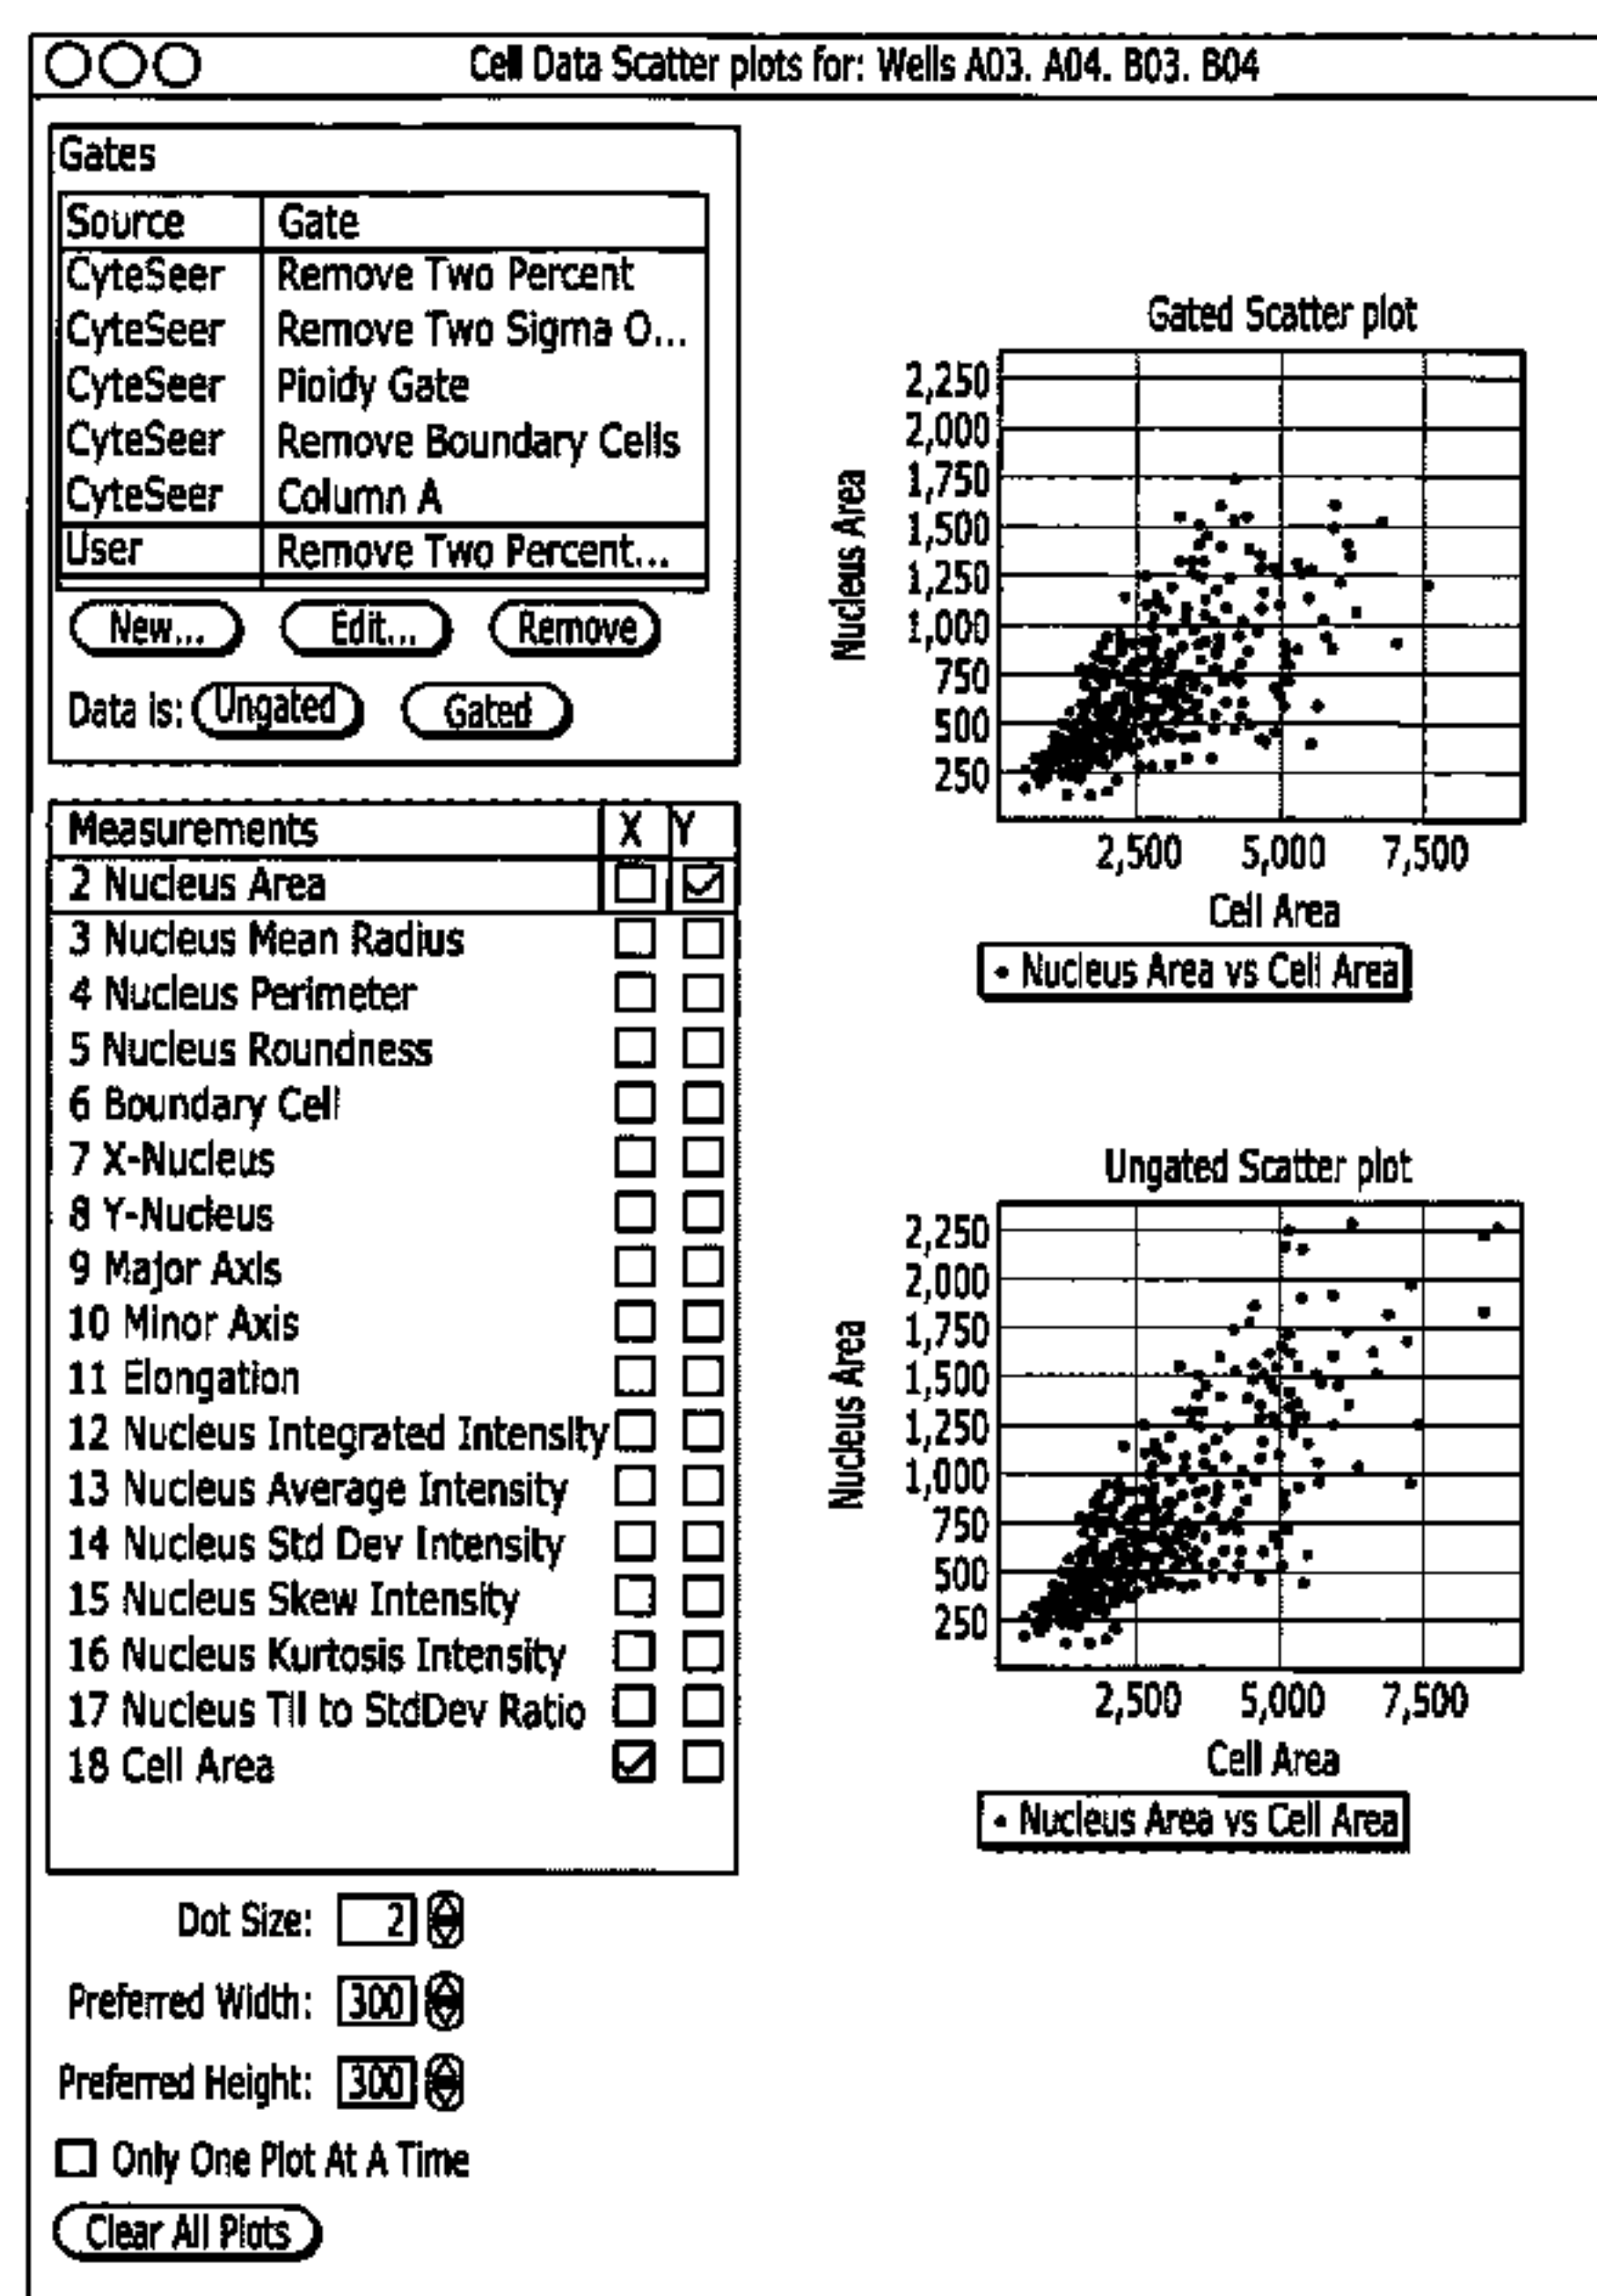 Cell Data Scatter plots for: Wells A03. A04. B03. B04
Gates
Source Gate
CyteSeer Remove Two Percent
CyteSeer Remove Two Sigma O...
CyteSeer Pioidy Gate
CyteSeer Remove Boundary Cells
CyteSeer Column A
User Remove Two Percent...
New... Edit... Remove
Data is: Ungated Gated
Measurements X Y
2 Nucleus Area
3 Nucleus Mean Radius
4 Nucleus Perimeter
5 Nucleus Roundness
6 Boundary Cell
7 X-Nucleus
8 Y-Nucleus
9 Major Axis
10 Minor Axis
11 Elongation
12 Nucleus Integrated Intensity
13 Nucleus Average Intensity
14 Nucleus Std Dev Intensity
15 Nucleus Skew Intensity
16 Nucleus Kurtosis Intensity
17 Nucleus TII to StdDev Ratio
18 Cell Area
Dot Size: 2
Preferred Width: 300
Preferred Height: 300
Only One Plot At A Time
Clear All Plots
Gated Scatter plot
Nucleus Area
2,250
2,000
1,750
1,500
1,250
1,000
750
500
250
2,500 5,000 7,500
Cell Area
• Nucleus Area vs Cell Area
Ungated Scatter plot
Nucleus Area
2,250
2,000
1,750
1,500
1,250
1,000
750
500
250
2,500 5,000 7,500
Cell Area
• Nucleus Area vs Cell Area